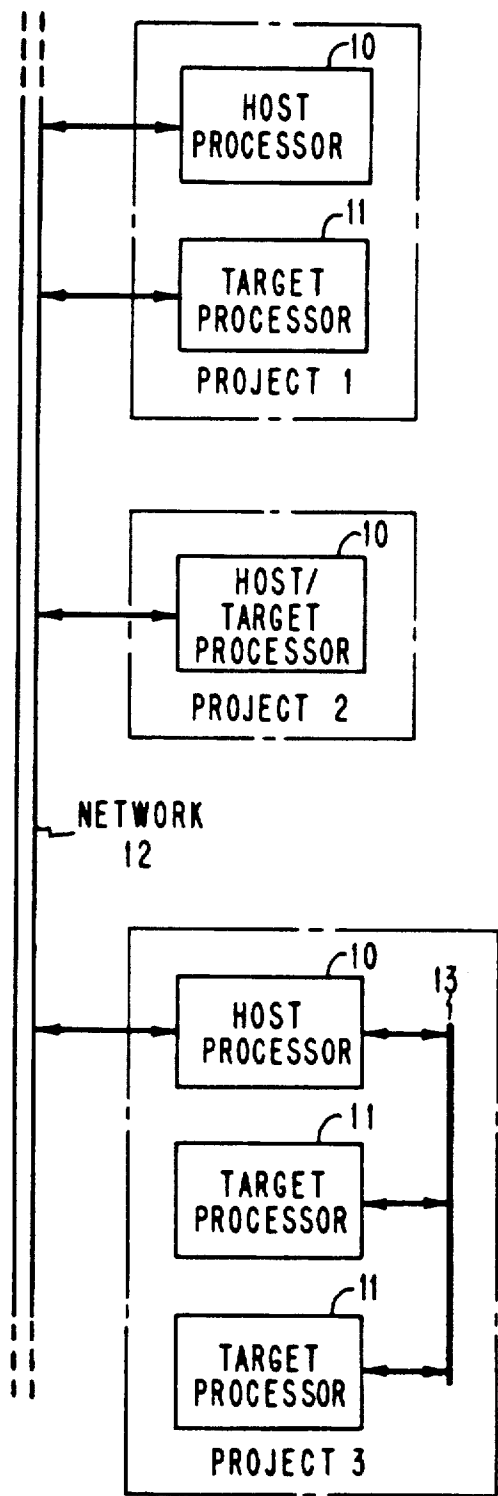 10
HOST
PROCESSOR
11
TARGET
PROCESSOR
PROJECT 1
10
HOST/
TARGET
PROCESSOR
PROJECT 2
NETWORK
12
10
13
HOST
PROCESSOR
11
TARGET
PROCESSOR
11
TARGET
PROCESSOR
PROJECT 3